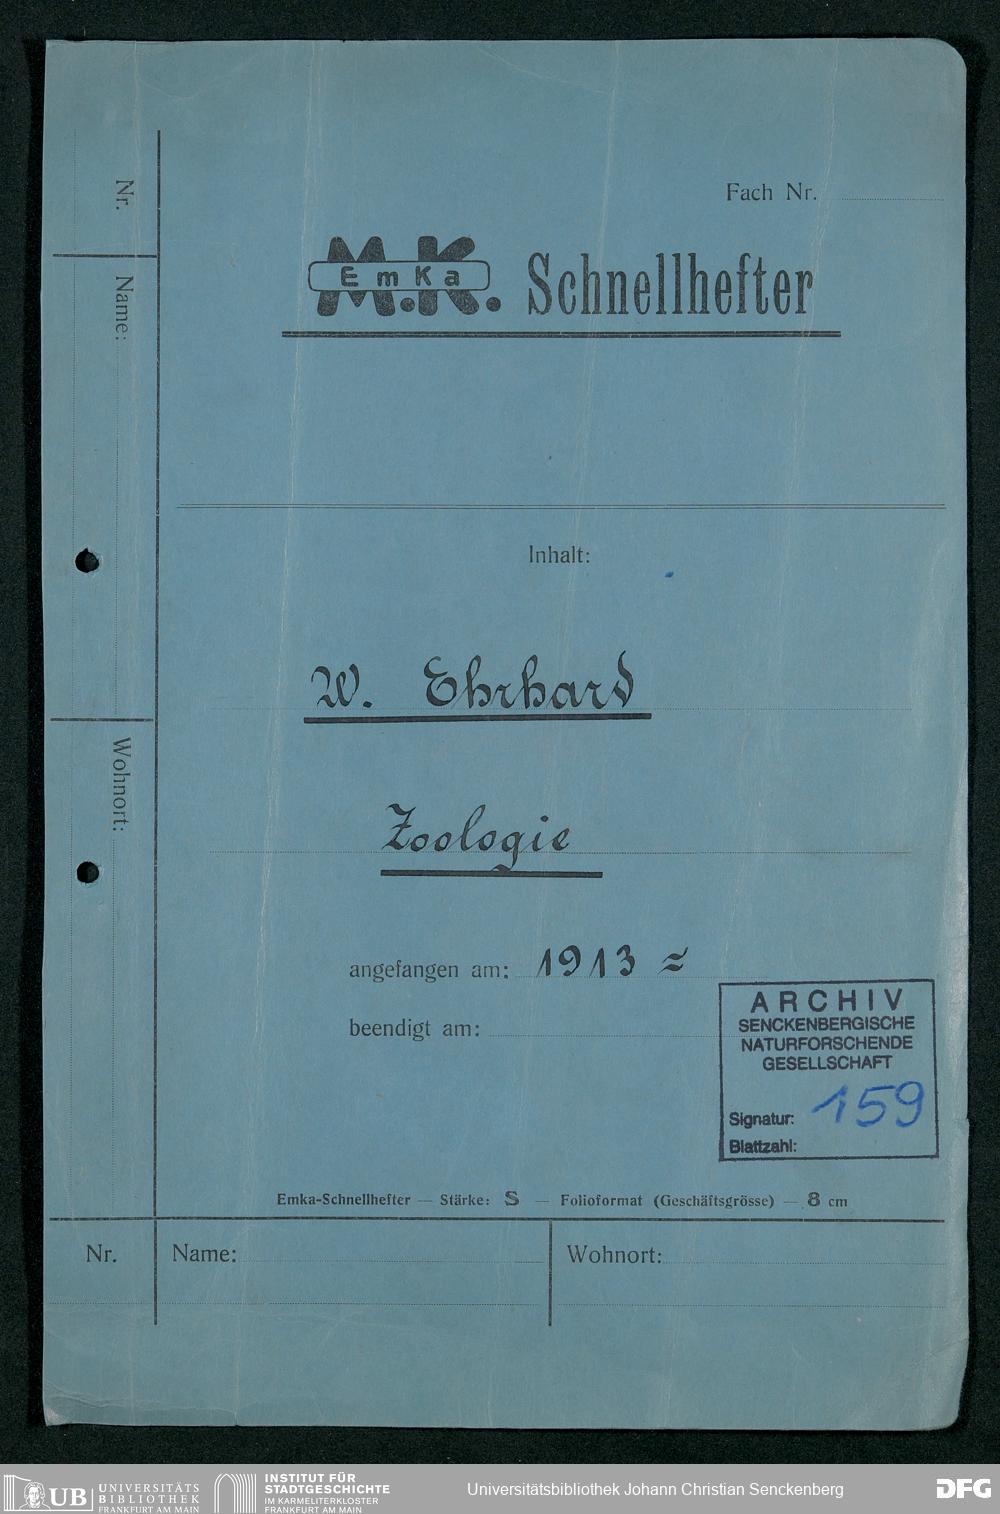 Fach Nr.
M.K.
EmKa
Schnellhefter
Nr.
Name:
Wohnort:
Inhalt:
W. Ehrhard
Zoologie
angefangen am: 1913 ≈
beendigt am:
ARCHIV
SENCKENBERGISCHE
NATURFORSCHENDE
GESELLSCHAFT
Signatur: 159
Blattzahl:
Emka-Schnellhefter — Stärke: S — Folioformat (Geschäftsgrösse) — 8 cm
Nr. Name: Wohnort:
UB UNIVERSITÄTS
BIBLIOTHEK
FRANKFURT AM MAIN
INSTITUT FÜR
STADTGESCHICHTE
IM KARMELITERKLOSTER
FRANKFURT AM MAIN
Universitätsbibliothek Johann Christian Senckenberg
DFG